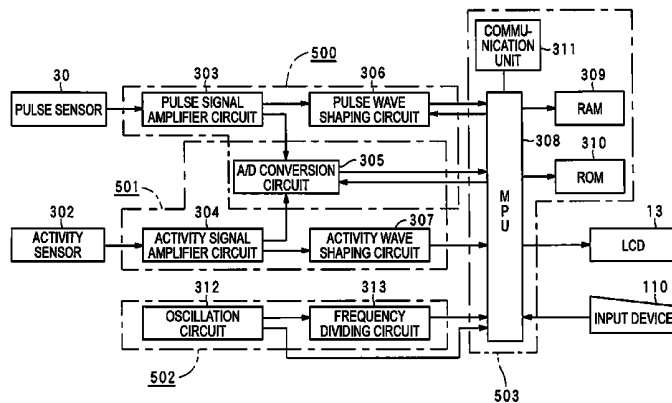 500
COMMU-
NICATION
UNIT
311
30
PULSE SENSOR
303
PULSE SIGNAL
AMPLIFIER CIRCUIT
306
PULSE WAVE
SHAPING CIRCUIT
309
RAM
308
MPU
310
ROM
A/D CONVERSION
CIRCUIT
305
501
302
ACTIVITY
SENSOR
304
ACTIVITY SIGNAL
AMPLIFIER CIRCUIT
307
ACTIVITY WAVE
SHAPING CIRCUIT
13
LCD
312
OSCILLATION
CIRCUIT
313
FREQUENCY
DIVIDING CIRCUIT
110
INPUT DEVICE
502
503